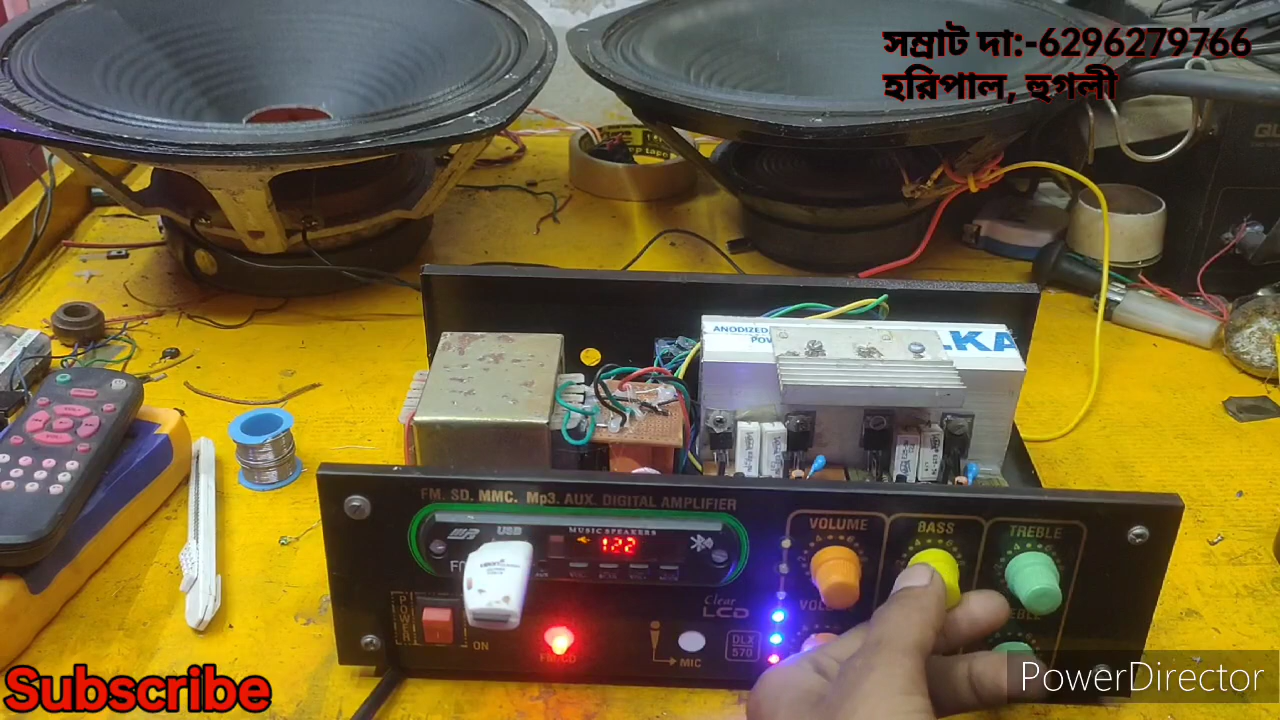 সম্রাট দা:-6296279766
হরিপাল, হুগলী
ANODIZED
FM. SD. MMC. Mp3. AUX. DIGITAL AMPLIFIER
USB
MUSIC SPEAKERS
122
VOLUME
BASS
TREBLE
POWER
ON
FM/CD
Clear
LCD
MIC
DLX
570
Subscribe
PowerDirector